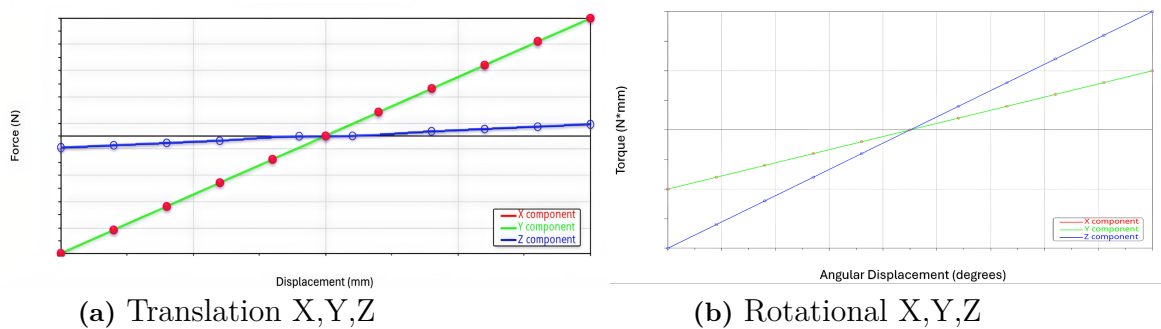 Force (N)
X component
Y component
Z component
Displacement (mm)
(a) Translation X,Y,Z
Torque (N*mm)
X component
Y component
Z component
Angular Displacement (degrees)
(b) Rotational X,Y,Z